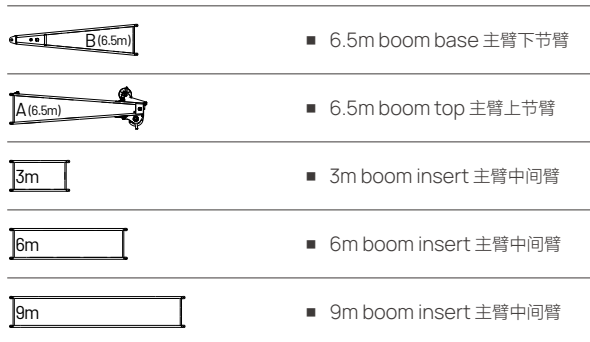 B(6.5m) ■ 6.5m boom base 主臂下节臂
A(6.5m) ■ 6.5m boom top 主臂上节臂
3m ■ 3m boom insert 主臂中间臂
6m ■ 6m boom insert 主臂中间臂
9m ■ 9m boom insert 主臂中间臂